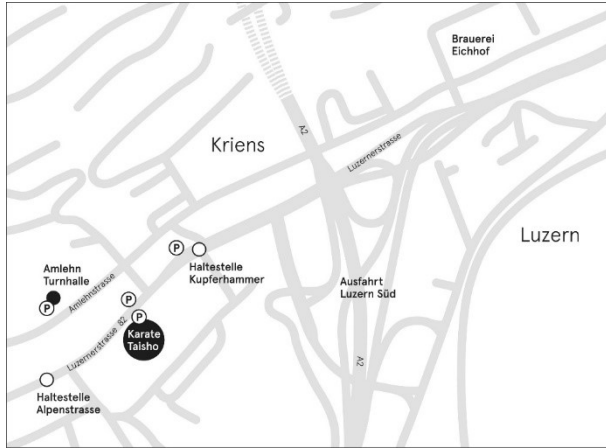 Brauerei
Eichhof
A2
Kriens
Luzernerstrasse
Luzern
P
Haltestelle
Kupferhammer
Amlehn
Turnhalle
P
Amlehnstrasse
Ausfahrt
Luzern Süd
P
P
Karate
Taisho
Luzernerstrasse 82
A2
Haltestelle
Alpenstrasse